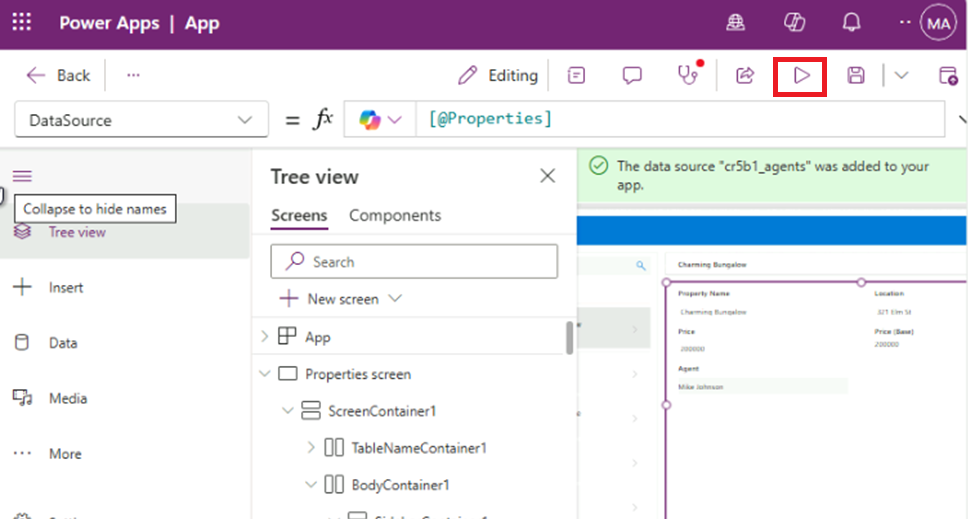 Power Apps | App
MA
Back
Editing
DataSource
= fx
[@Properties]
Collapse to hide names
Tree view
Insert
Data
Media
More
Tree view
Screens Components
Search
New screen
App
Properties screen
ScreenContainer1
TableNameContainer1
BodyContainer1
The data source "cr5b1_agents" was added to your
app.
Charming Bungalow
Property Name Location
Charming Bungalow 321 Elm St
Price Price (Base)
200000 200000
Agent
Mike Johnson